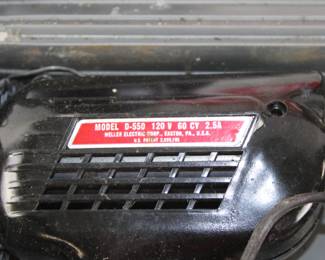 MODEL D-550 120 V 60 CY 2.5A
WELLER ELECTRIC CORP., EASTON, PA., U.S.A.
U.S. PATENT